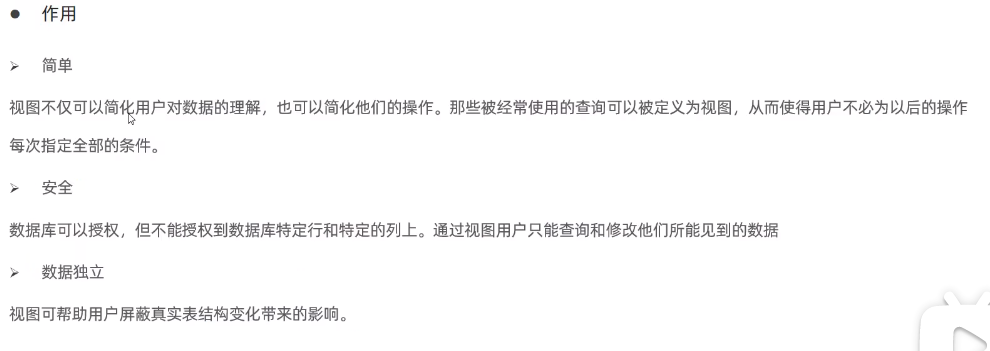 ● 作用
➢ 简单
视图不仅可以简化用户对数据的理解，也可以简化他们的操作。那些被经常使用的查询可以被定义为视图，从而使得用户不必为以后的操作
每次指定全部的条件。
➢ 安全
数据库可以授权，但不能授权到数据库特定行和特定的列上。通过视图用户只能查询和修改他们所能见到的数据
➢ 数据独立
视图可帮助用户屏蔽真实表结构变化带来的影响。